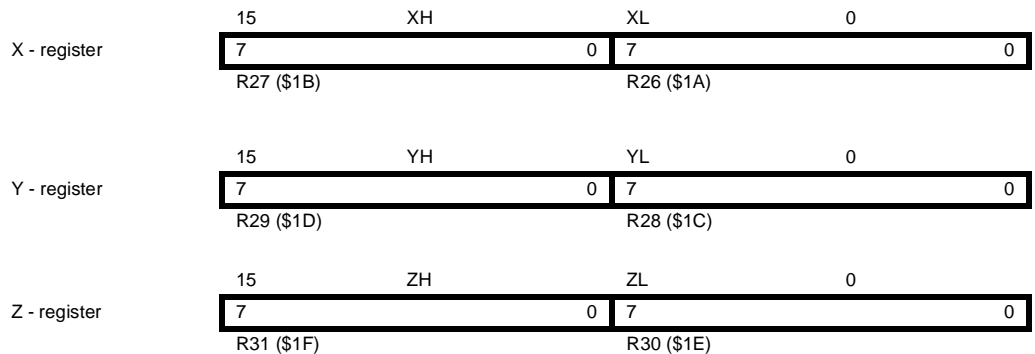 15 XH XL 0
X - register 7 0 7 0
R27 ($1B) R26 ($1A)
15 YH YL 0
Y - register 7 0 7 0
R29 ($1D) R28 ($1C)
15 ZH ZL 0
Z - register 7 0 7 0
R31 ($1F) R30 ($1E)